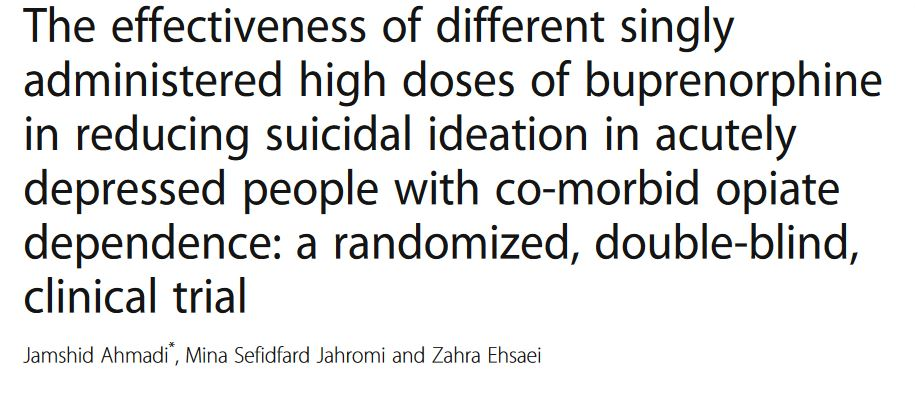 The effectiveness of different singly
administered high doses of buprenorphine
in reducing suicidal ideation in acutely
depressed people with co-morbid opiate
dependence: a randomized, double-blind,
clinical trial
Jamshid Ahmadi*, Mina Sefidfard Jahromi and Zahra Ehsaei